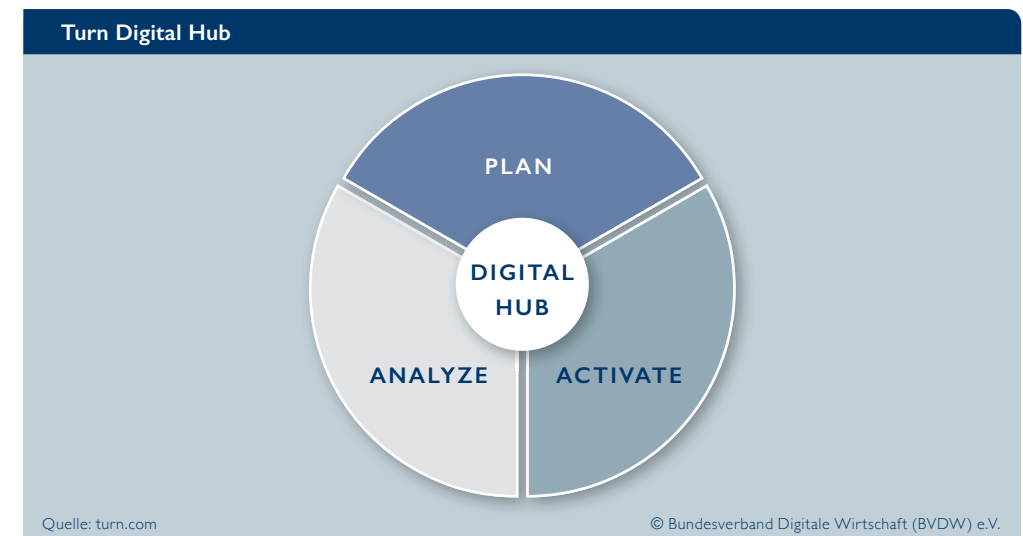 Turn Digital Hub
PLAN
DIGITAL
HUB
ANALYZE
ACTIVATE
Quelle: turn.com
© Bundesverband Digitale Wirtschaft (BVDW) e.V.